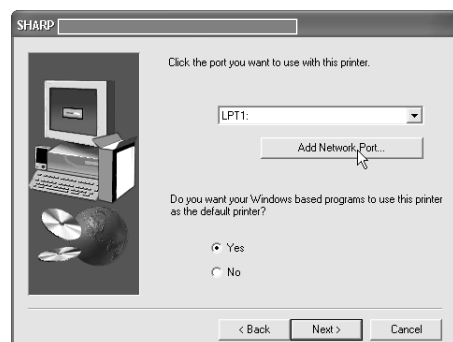 SHARP
Click the port you want to use with this printer.
LPT1:
Add Network Port...
Do you want your Windows based programs to use this printer
as the default printer?
Yes
No
< Back Next > Cancel